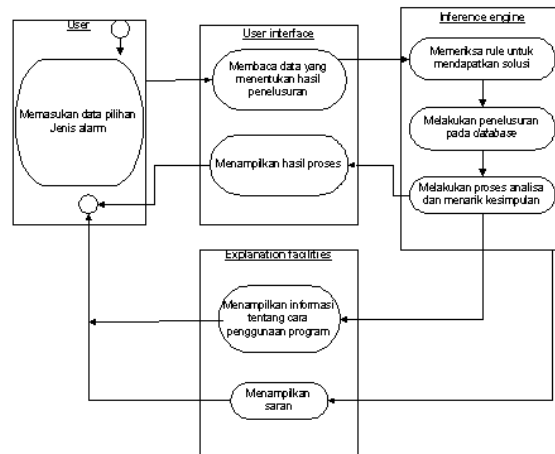 User
Memasukan data pilihan
Jenis alarm
User interface
Membaca data yang
menentukan hasil
penelusuran
Menampilkan hasil proses
Inference engine
Memeriksa rule untuk
mendapatkan solusi
Melakukan penelusuran
pada database
Melakukan proses analisa
dan menarik kesimpulan
Explanation facilities
Menampilkan informasi
tentang cara
penggunaan program
Menampilkan
saran